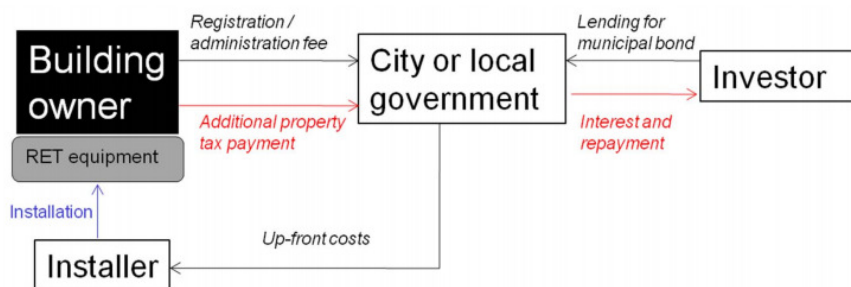 Registration /
administration fee
Lending for
municipal bond
Building
owner
City or local
government
Investor
Additional property
tax payment
Interest and
repayment
RET equipment
Installation
Up-front costs
Installer